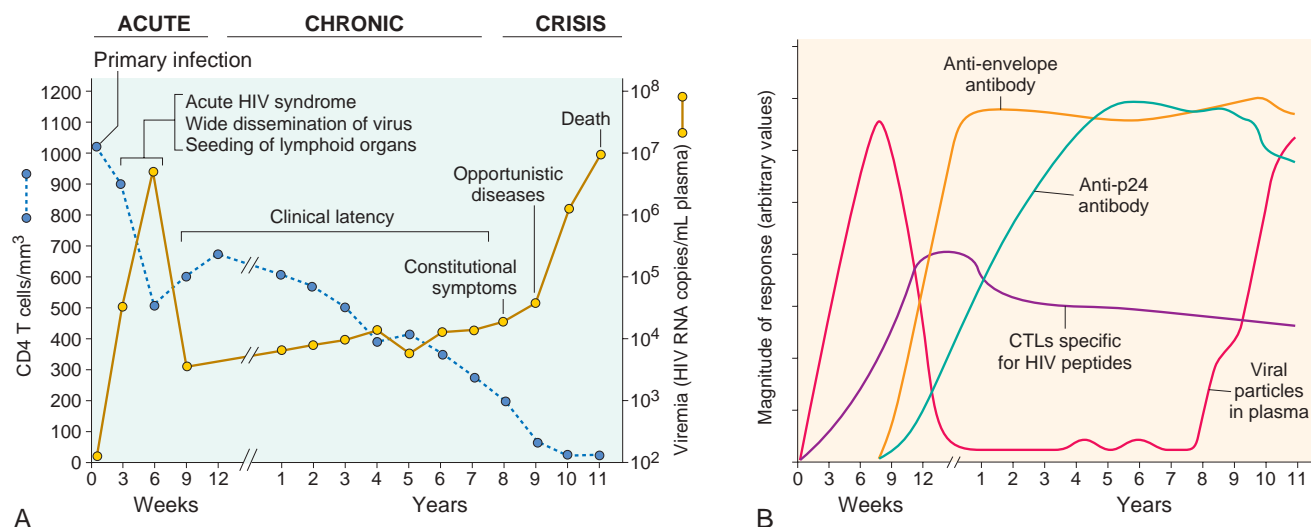 ACUTE CHRONIC CRISIS
Primary infection
Acute HIV syndrome
Wide dissemination of virus
Seeding of lymphoid organs
Clinical latency
Constitutional
symptoms
Opportunistic
diseases
Death
CD4 T cells/mm³
1200
1100
1000
900
800
700
600
500
400
300
200
100
0
Viremia (HIV RNA copies/mL plasma)
10⁸
10⁷
10⁶
10⁵
10⁴
10³
10²
0 3 6 9 12 1 2 3 4 5 6 7 8 9 10 11
Weeks Years
A
Magnitude of response (arbitrary values)
Anti-envelope
antibody
Anti-p24
antibody
CTLs specific
for HIV peptides
Viral
particles
in plasma
0 3 6 9 12 1 2 3 4 5 6 7 8 9 10 11
Weeks Years
B